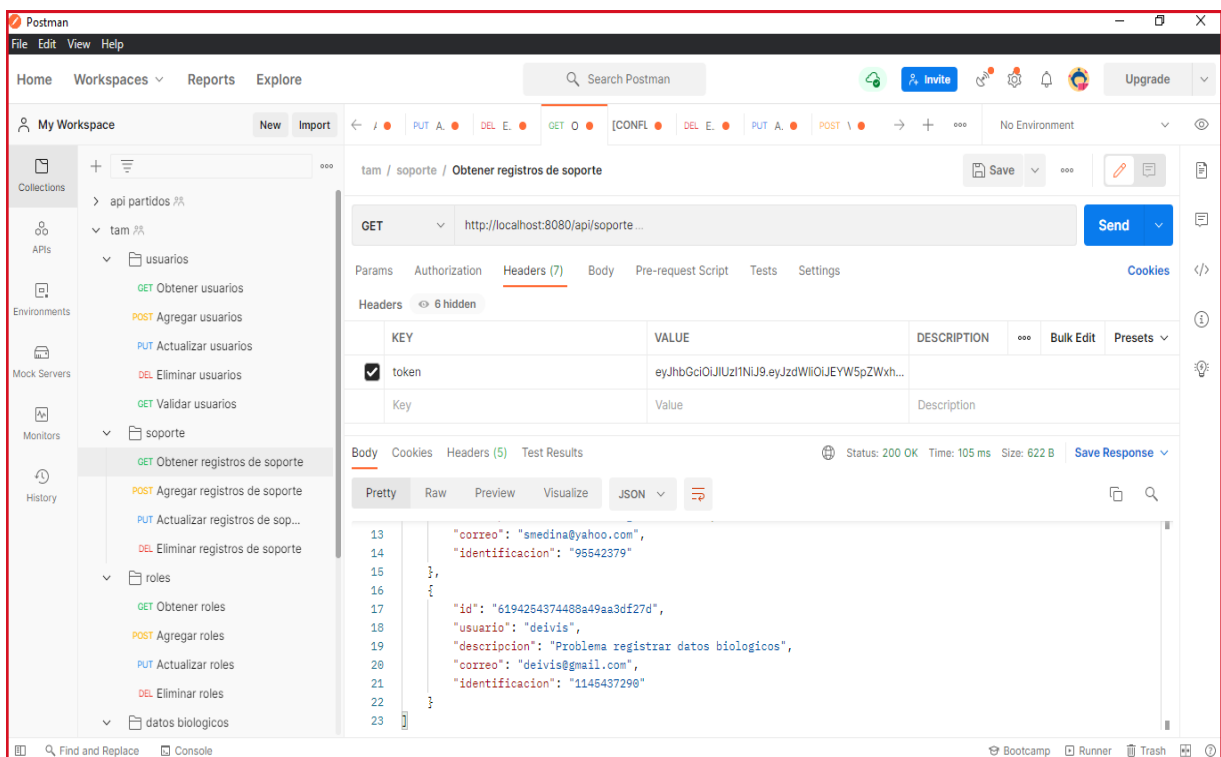 Postman
File Edit View Help
Home Workspaces Reports Explore
Search Postman
Invite
Upgrade
My Workspace
New Import
PUT A. DEL E. GET O [CONFL DEL E. PUT A. POST \
No Environment
Collections
APIs
Environments
Mock Servers
Monitors
History
api partidos
tam
usuarios
GET Obtener usuarios
POST Agregar usuarios
PUT Actualizar usuarios
DEL Eliminar usuarios
GET Validar usuarios
soporte
GET Obtener registros de soporte
POST Agregar registros de soporte
PUT Actualizar registros de sop...
DEL Eliminar registros de soporte
roles
GET Obtener roles
POST Agregar roles
PUT Actualizar roles
DEL Eliminar roles
datos biologicos
tam / soporte / Obtener registros de soporte
Save
GET http://localhost:8080/api/soporte ...
Send
Params Authorization Headers (7) Body Pre-request Script Tests Settings
Cookies
Headers 6 hidden
KEY VALUE DESCRIPTION Bulk Edit Presets
token eyJhbGciOiJIUzI1NiJ9.eyJzdWIiOiJEYW5pZWxh...
Key Value Description
Body Cookies Headers (5) Test Results
Status: 200 OK Time: 105 ms Size: 622 B Save Response
Pretty Raw Preview Visualize JSON
13 "correo": "smedina@yahoo.com",
14 "identificacion": "95542379"
15 },
16 {
17 "id": "6194254374488a49aa3df27d",
18 "usuario": "deivis",
19 "descripcion": "Problema registrar datos biologicos",
20 "correo": "deivis@gmail.com",
21 "identificacion": "1145437290"
22 }
23 ]
Find and Replace Console
Bootcamp Runner Trash